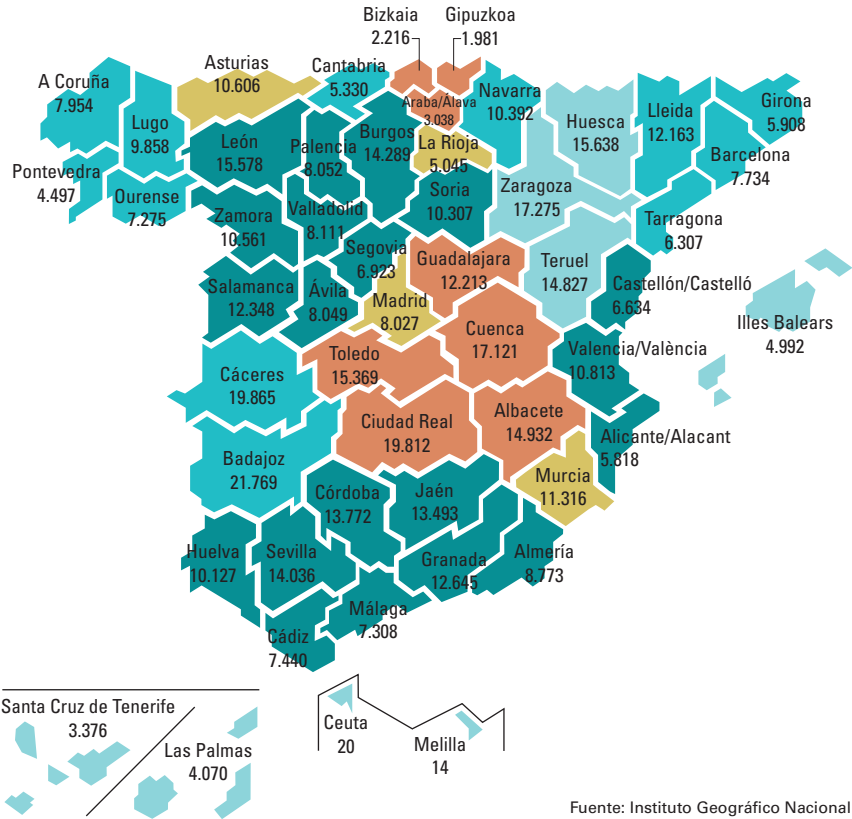 Bizkaia
2.216
Gipuzkoa
1.981
Asturias
10.606
Cantabria
5.330
A Coruña
7.954
Lugo
9.858
Araba/Álava
3.038
Navarra
10.392
Huesca
15.638
Lleida
12.163
Girona
5.908
León
15.578
Palencia
8.052
Burgos
14.289
La Rioja
5.045
Barcelona
7.734
Pontevedra
4.497
Ourense
7.275
Zamora
10.561
Valladolid
8.111
Soria
10.307
Zaragoza
17.275
Tarragona
6.307
Segovia
6.923
Guadalajara
12.213
Teruel
14.827
Castellón/Castelló
6.634
Salamanca
12.348
Ávila
8.049
Madrid
8.027
Illes Balears
4.992
Cuenca
17.121
Valencia/València
10.813
Toledo
15.369
Cáceres
19.865
Ciudad Real
19.812
Albacete
14.932
Alicante/Alacant
5.818
Badajoz
21.769
Murcia
11.316
Córdoba
13.772
Jaén
13.493
Huelva
10.127
Sevilla
14.036
Granada
12.645
Almería
8.773
Málaga
7.308
Cádiz
7.440
Santa Cruz de Tenerife
3.376
Las Palmas
4.070
Ceuta
20
Melilla
14
Fuente: Instituto Geográfico Nacional